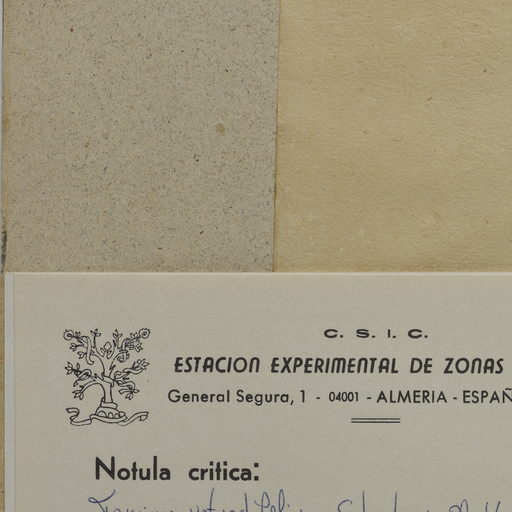 C. S. I. C.
ESTACION EXPERIMENTAL DE ZONAS
General Segura, 1 - 04001 - ALMERIA - ESPAÑ
Notula critica: